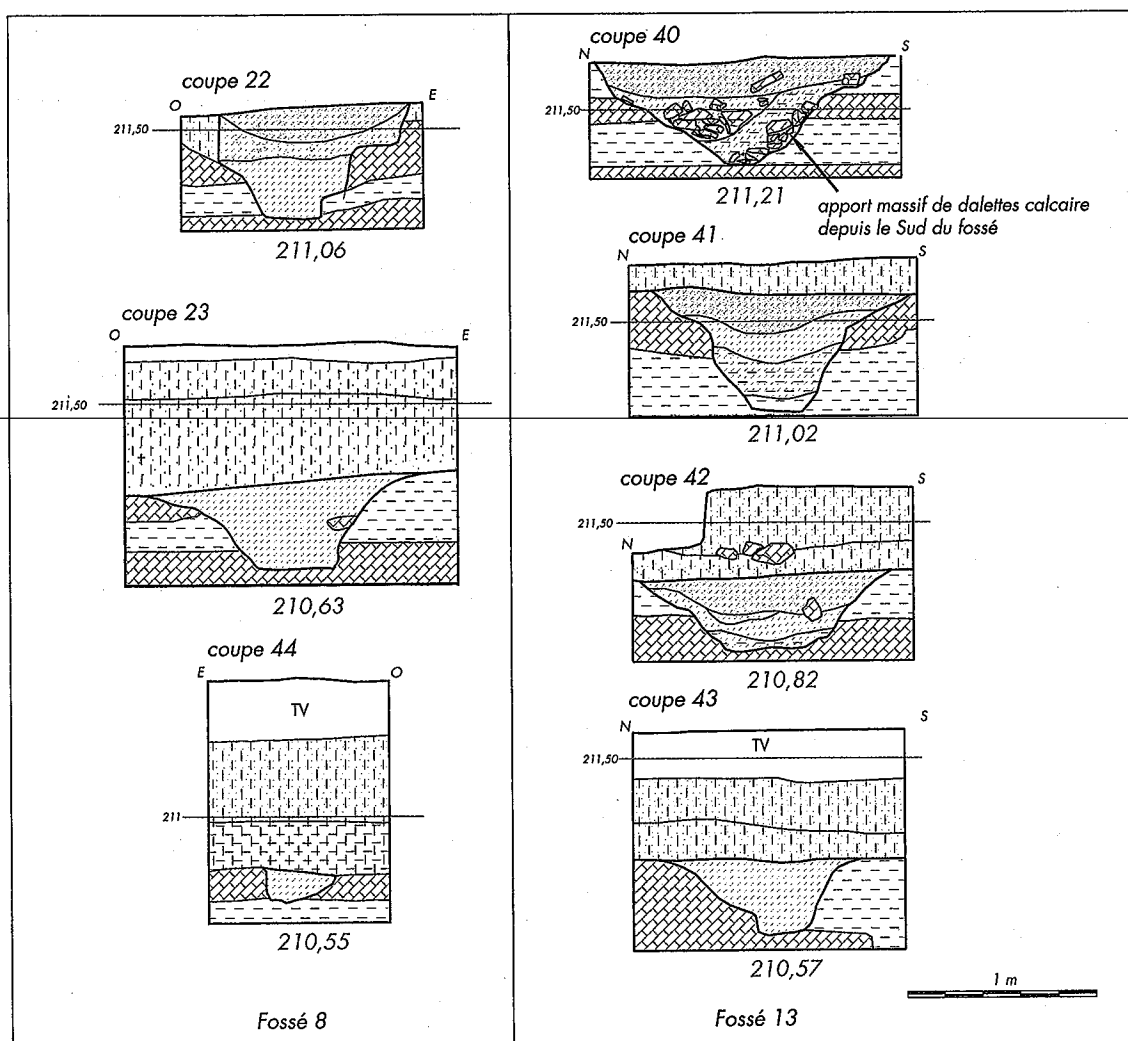 coupe 22
O
E
211,50
211,06
coupe 23
O
E
211,50
210,63
coupe 44
E
O
TV
211
210,55
Fossé 8
coupe 40
N
S
211,50
211,21
apport massif de dalettes calcaire
depuis le Sud du fossé
coupe 41
N
S
211,50
211,02
coupe 42
S
211,50
N
210,82
coupe 43
N
S
TV
211,50
210,57
1 m
Fossé 13